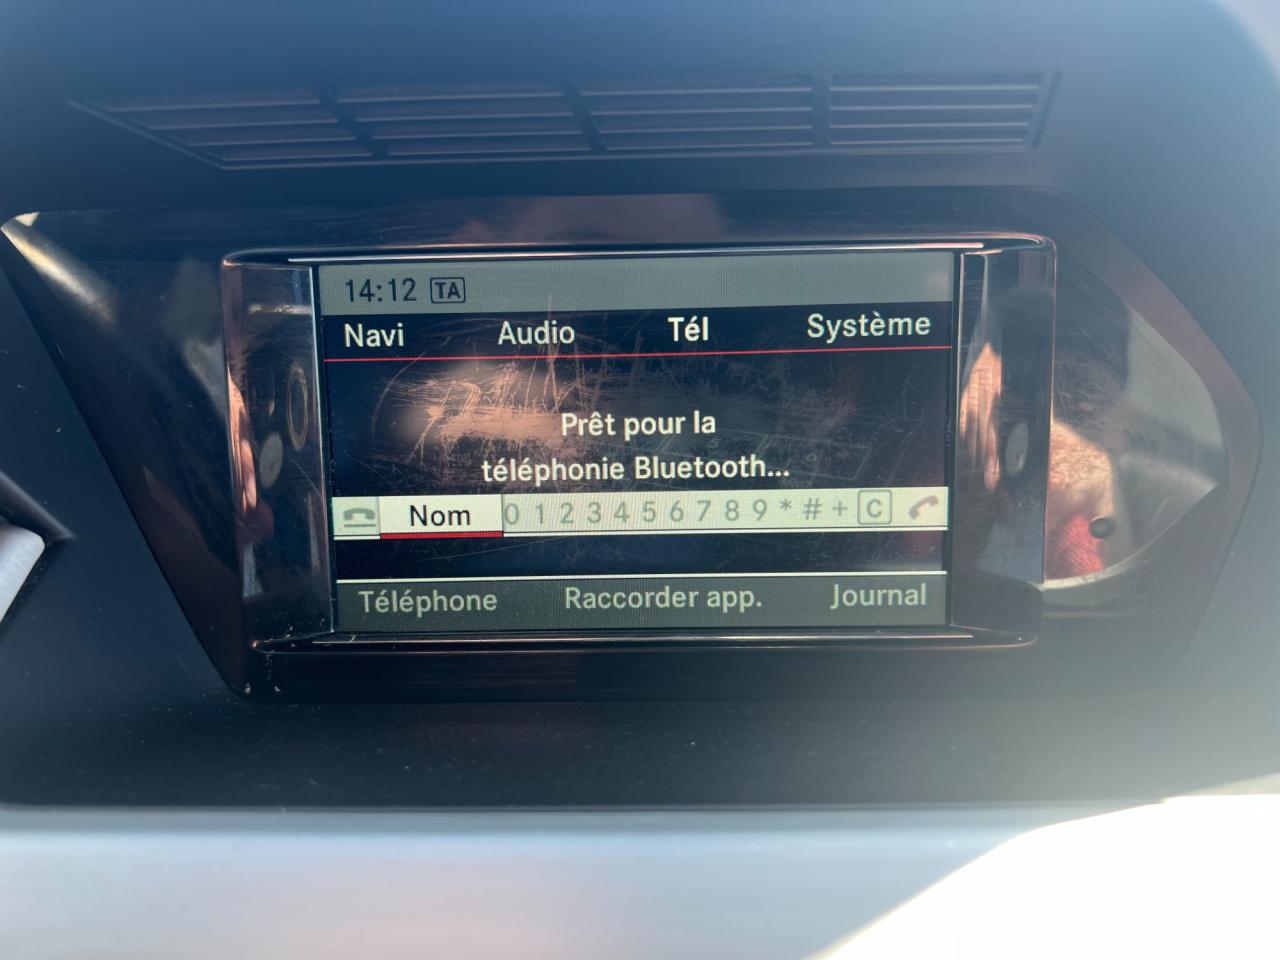 14:12 TA
Navi Audio Tél Système
Prêt pour la
téléphonie Bluetooth...
Nom 0 1 2 3 4 5 6 7 8 9 * # + C
Téléphone Raccorder app. Journal